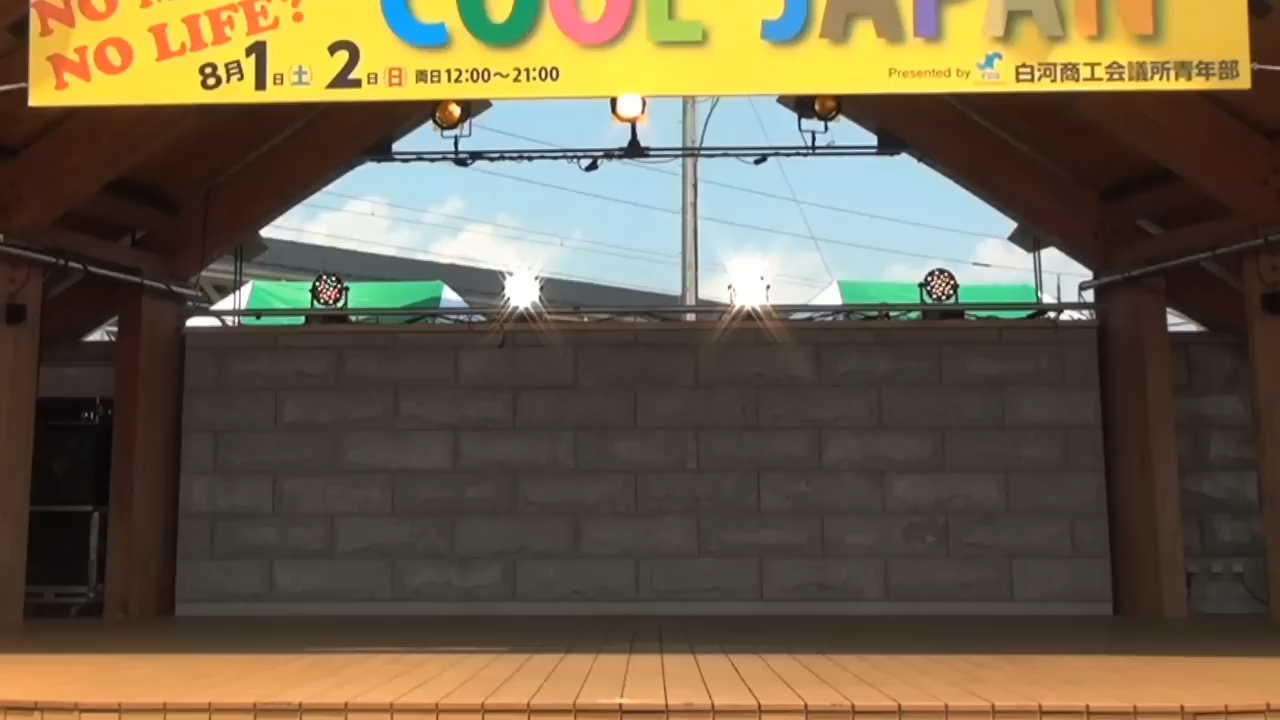 NO
NO LIFE?
COOL JAPAN
8月1日(土) 2日(日) 両日12:00〜21:00
Presented by YEG 白河商工会議所青年部